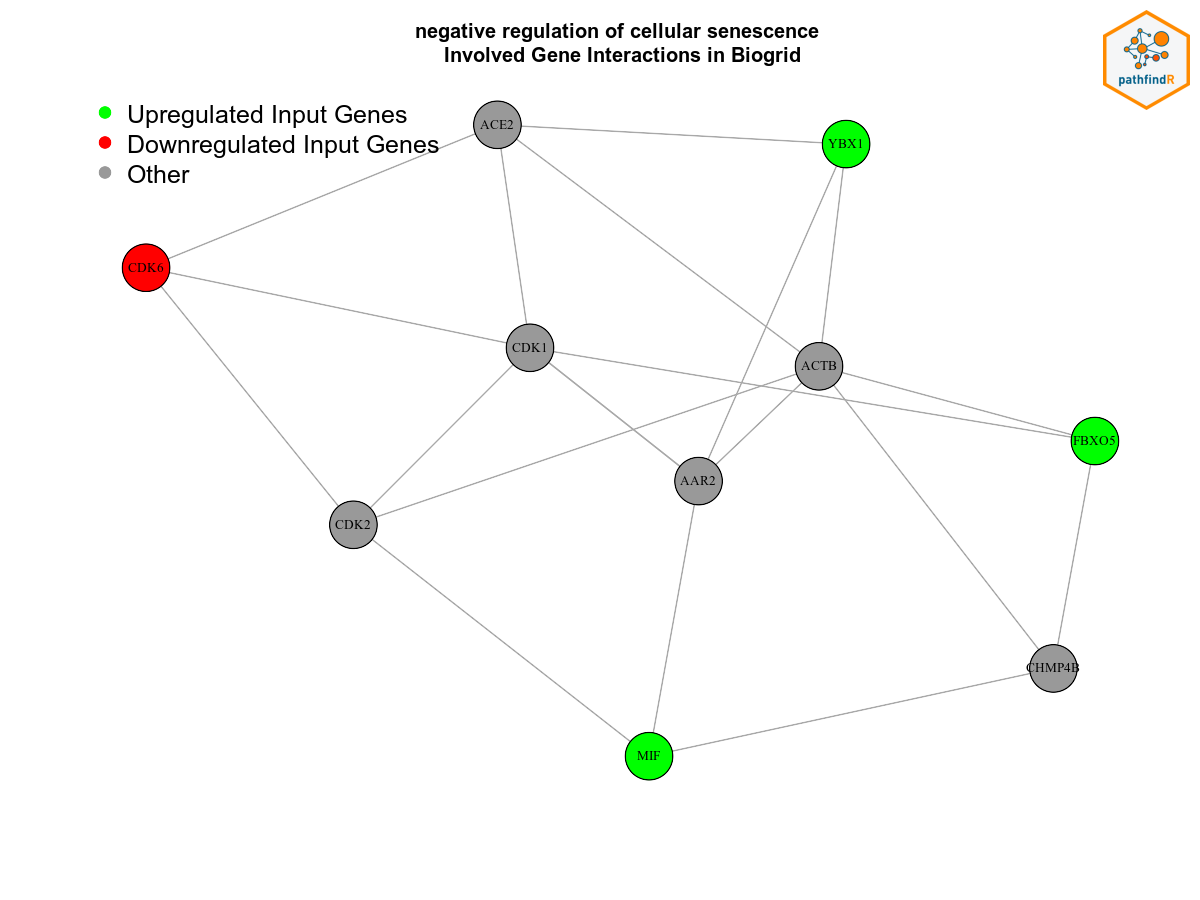 negative regulation of cellular senescence
Involved Gene Interactions in Biogrid
pathfindR
Upregulated Input Genes
Downregulated Input Genes
Other
ACE2
YBX1
CDK6
CDK1
ACTB
FBXO5
AAR2
CDK2
CHMP4B
MIF